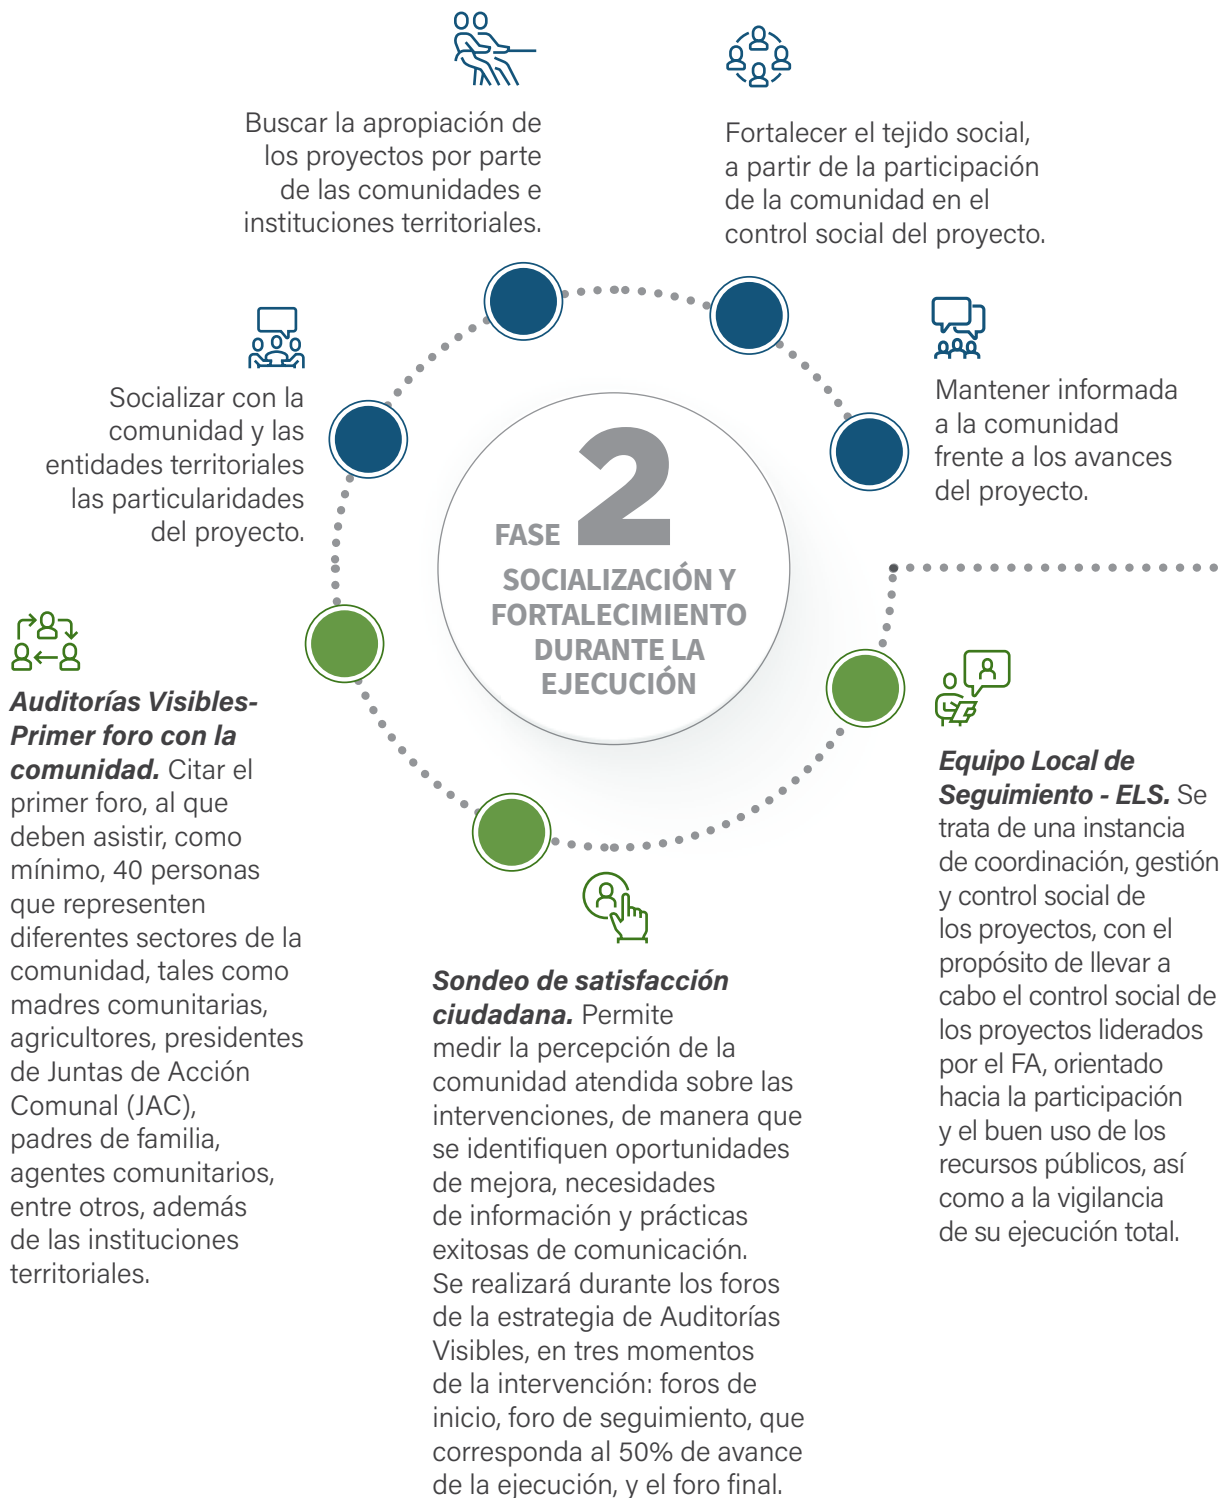 Buscar la apropiación de
los proyectos por parte
de las comunidades e
instituciones territoriales.
Fortalecer el tejido social,
a partir de la participación
de la comunidad en el
control social del proyecto.
Socializar con la
comunidad y las
entidades territoriales
las particularidades
del proyecto.
Mantener informada
a la comunidad
frente a los avances
del proyecto.
FASE 2
SOCIALIZACIÓN Y
FORTALECIMIENTO
DURANTE LA
EJECUCIÓN
Auditorías Visibles-
Primer foro con la
comunidad. Citar el
primer foro, al que
deben asistir, como
mínimo, 40 personas
que representen
diferentes sectores de la
comunidad, tales como
madres comunitarias,
agricultores, presidentes
de Juntas de Acción
Comunal (JAC),
padres de familia,
agentes comunitarios,
entre otros, además
de las instituciones
territoriales.
Sondeo de satisfacción
ciudadana. Permite
medir la percepción de la
comunidad atendida sobre las
intervenciones, de manera que
se identifiquen oportunidades
de mejora, necesidades
de información y prácticas
exitosas de comunicación.
Se realizará durante los foros
de la estrategia de Auditorías
Visibles, en tres momentos
de la intervención: foros de
inicio, foro de seguimiento, que
corresponda al 50% de avance
de la ejecución, y el foro final.
Equipo Local de
Seguimiento - ELS. Se
trata de una instancia
de coordinación, gestión
y control social de
los proyectos, con el
propósito de llevar a
cabo el control social de
los proyectos liderados
por el FA, orientado
hacia la participación
y el buen uso de los
recursos públicos, así
como a la vigilancia
de su ejecución total.